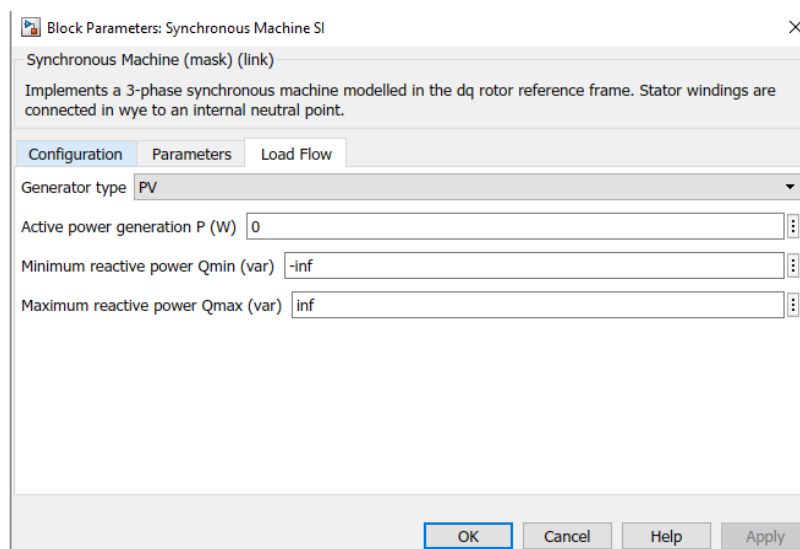 Block Parameters: Synchronous Machine SI
Synchronous Machine (mask) (link)
Implements a 3-phase synchronous machine modelled in the dq rotor reference frame. Stator windings are
connected in wye to an internal neutral point.
Configuration Parameters Load Flow
Generator type PV
Active power generation P (W) 0
Minimum reactive power Qmin (var) -inf
Maximum reactive power Qmax (var) inf
OK Cancel Help Apply